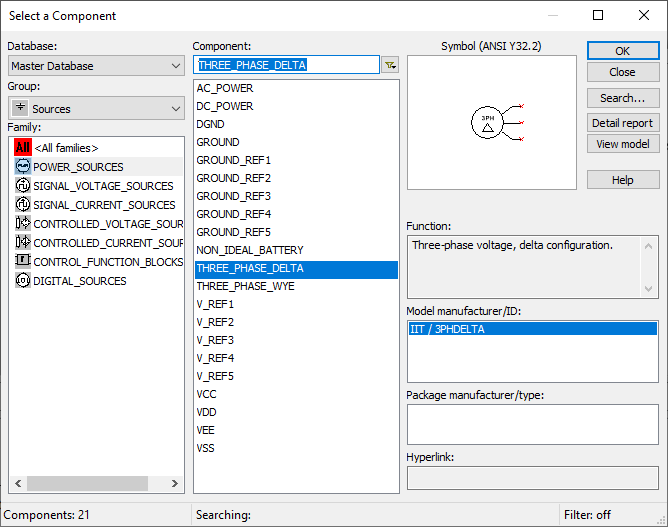 Select a Component
Database:
Master Database
Group:
Sources
Family:
All <All families>
POWER_SOURCES
SIGNAL_VOLTAGE_SOURCES
SIGNAL_CURRENT_SOURCES
CONTROLLED_VOLTAGE_SOUR
CONTROLLED_CURRENT_SOUR
CONTROL_FUNCTION_BLOCKS
DIGITAL_SOURCES
Component:
THREE_PHASE_DELTA
AC_POWER
DC_POWER
DGND
GROUND
GROUND_REF1
GROUND_REF2
GROUND_REF3
GROUND_REF4
GROUND_REF5
NON_IDEAL_BATTERY
THREE_PHASE_DELTA
THREE_PHASE_WYE
V_REF1
V_REF2
V_REF3
V_REF4
V_REF5
VCC
VDD
VEE
VSS
Symbol (ANSI Y32.2)
3PH
Function:
Three-phase voltage, delta configuration.
Model manufacturer/ID:
IIT / 3PHDELTA
Package manufacturer/type:
Hyperlink:
OK
Close
Search...
Detail report
View model
Help
Components: 21
Searching:
Filter: off